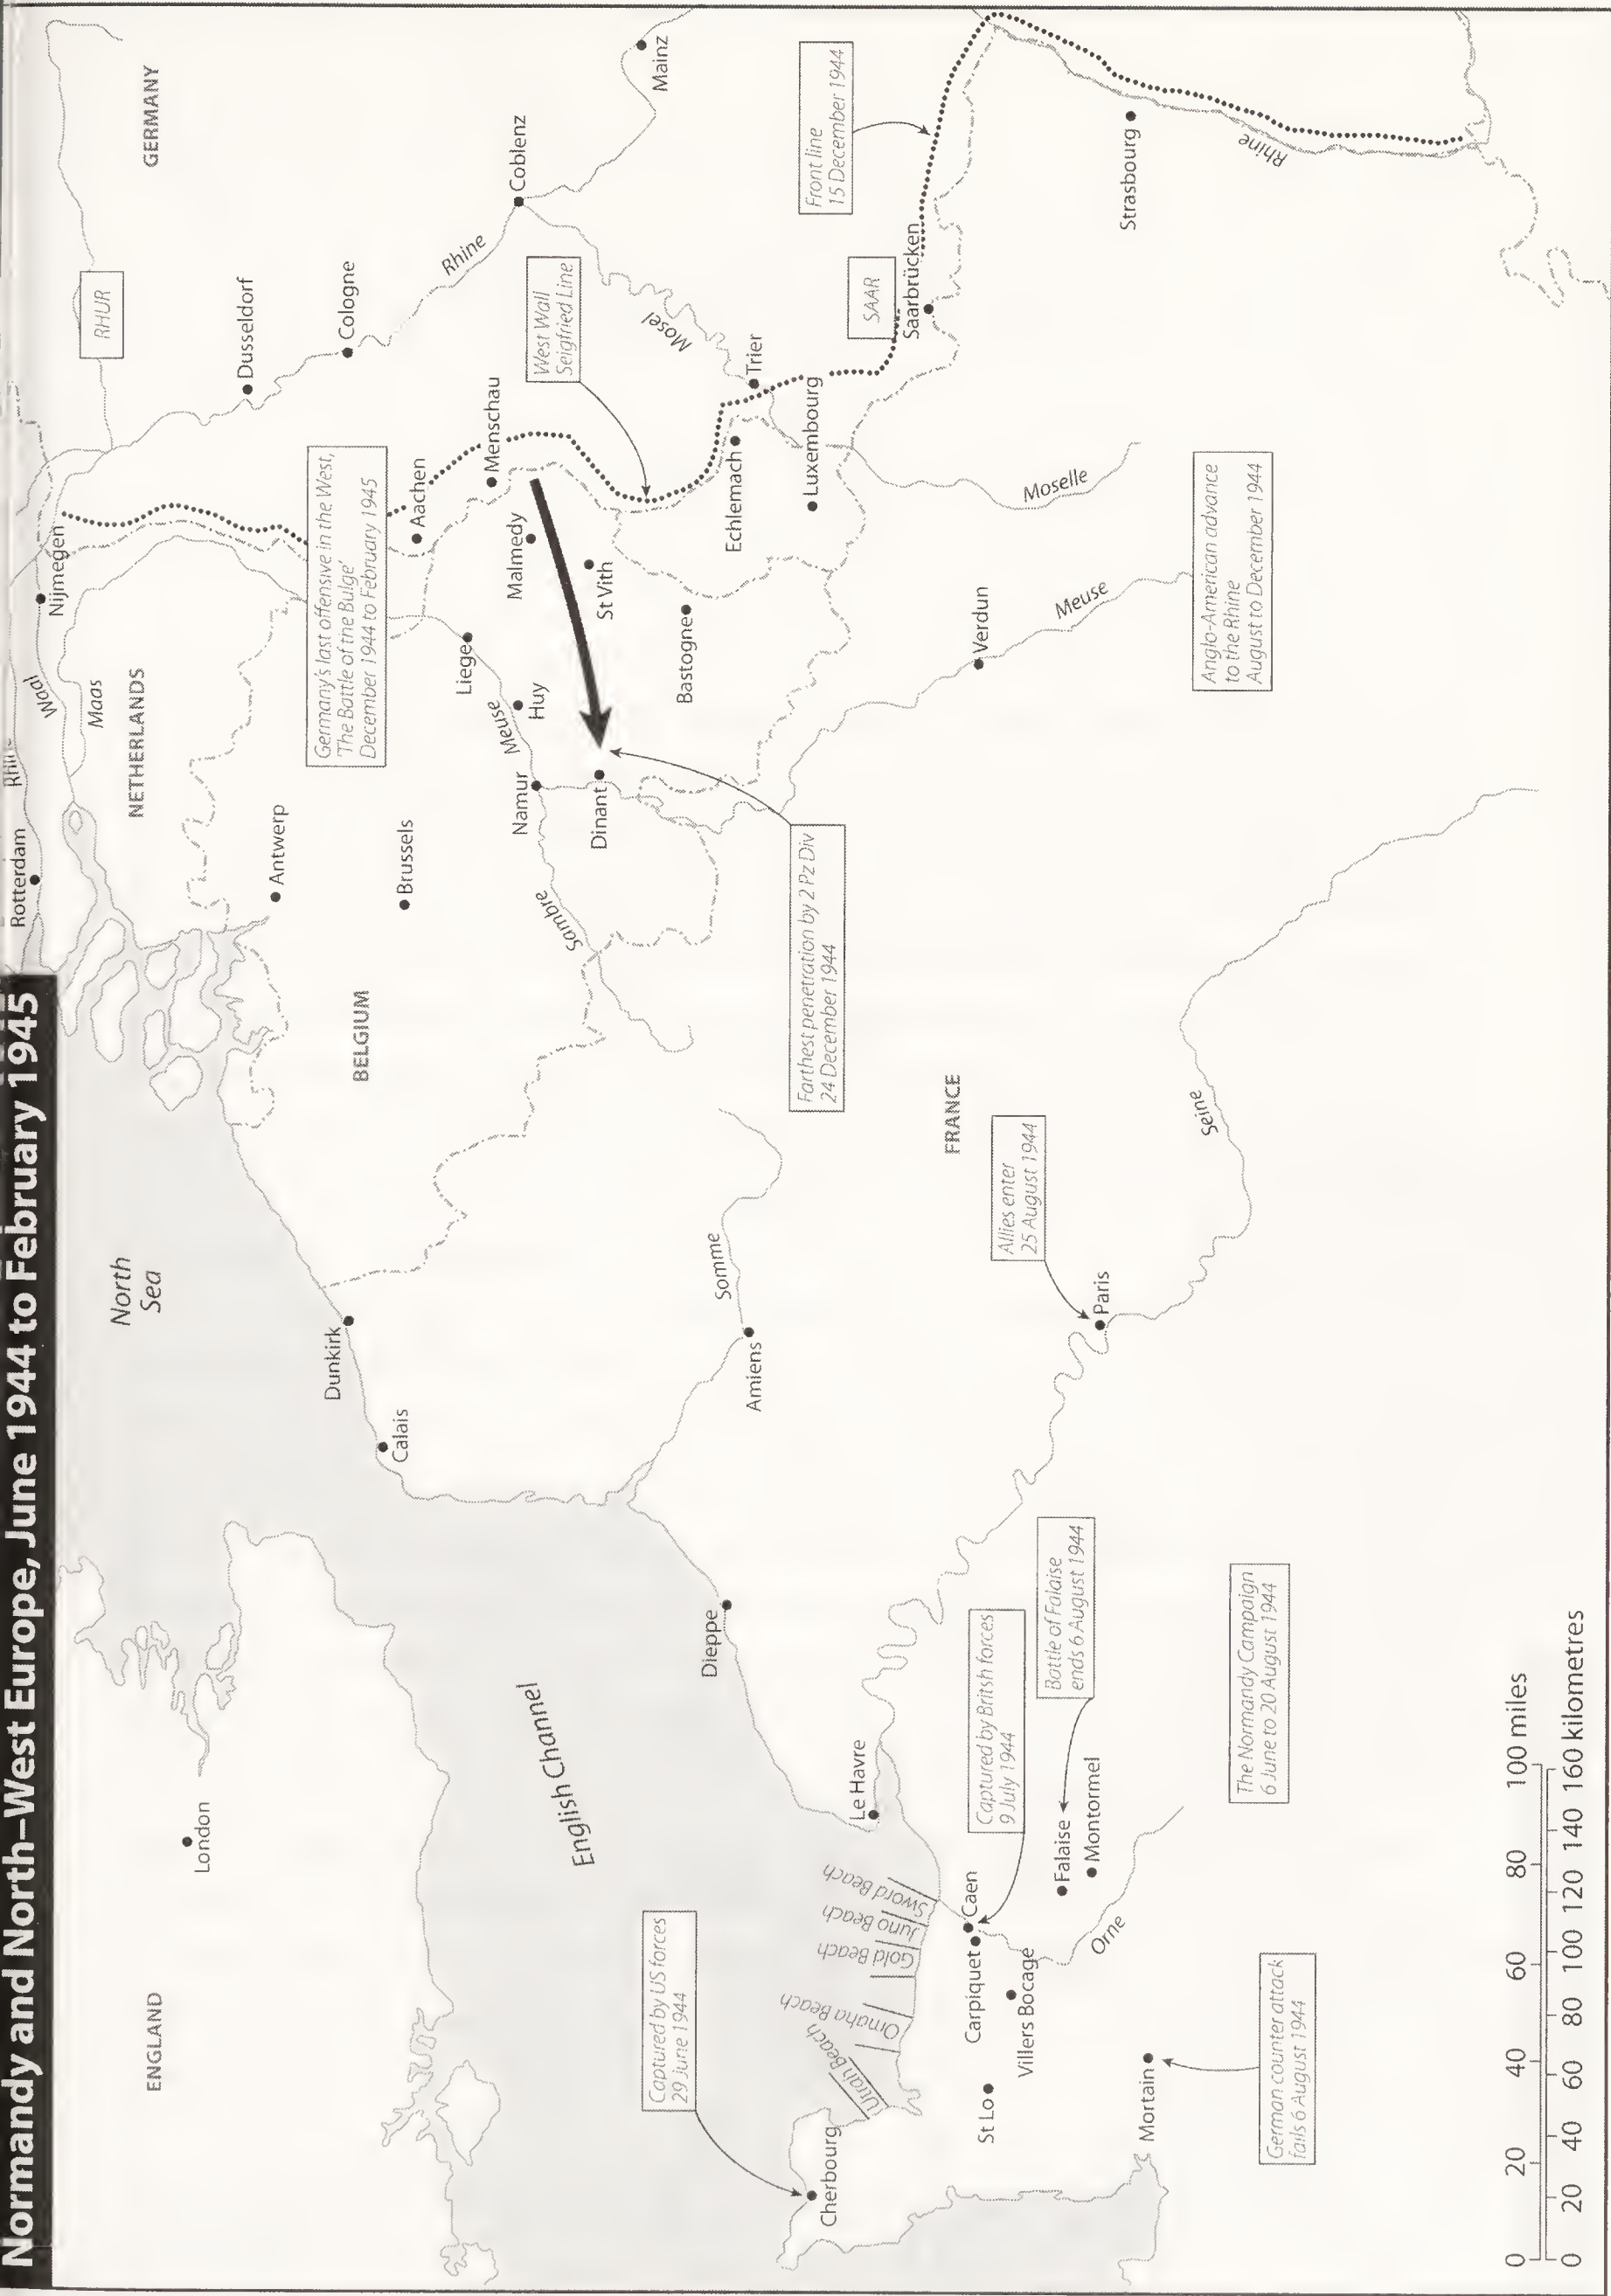 Normandy and North–West Europe, June 1944 to February 1945
ENGLAND
London
North
Sea
English Channel
Rotterdam
Waal
Maas
Nijmegen
NETHERLANDS
GERMANY
RHUR
Dusseldorf
Cologne
Rhine
Coblenz
Mainz
Antwerp
Brussels
BELGIUM
Germany's last offensive in the West,
'The Battle of the Bulge'
December 1944 to February 1945
Aachen
Menschau
Malmedy
St Vith
Liege
Huy
Meuse
Namur
Dinant
Sambre
Bastogne
West Wall
Seigfried Line
Mosel
Trier
Echlemach
Luxembourg
SAAR
Saarbrücken
Front line
15 December 1944
Strasbourg
Rhine
Moselle
Meuse
Verdun
Anglo-American advance
to the Rhine
August to December 1944
Farthest penetration by 2 Pz Div
24 December 1944
Dunkirk
Calais
Somme
Amiens
FRANCE
Allies enter
25 August 1944
Paris
Seine
Dieppe
Le Havre
Captured by US forces
29 June 1944
Cherbourg
Utrain Beach
Omaha Beach
Gold Beach
Juno Beach
Sword Beach
Captured by Britsh forces
9 July 1944
Caen
Carpiquet
Villers Bocage
St Lo
Battle of Falaise
ends 6 August 1944
Falaise
Montormel
Orne
Mortain
German counter attack
fails 6 August 1944
The Normandy Campaign
6 June to 20 August 1944
0 20 40 60 80 100 miles
0 20 40 60 80 100 120 140 160 kilometres